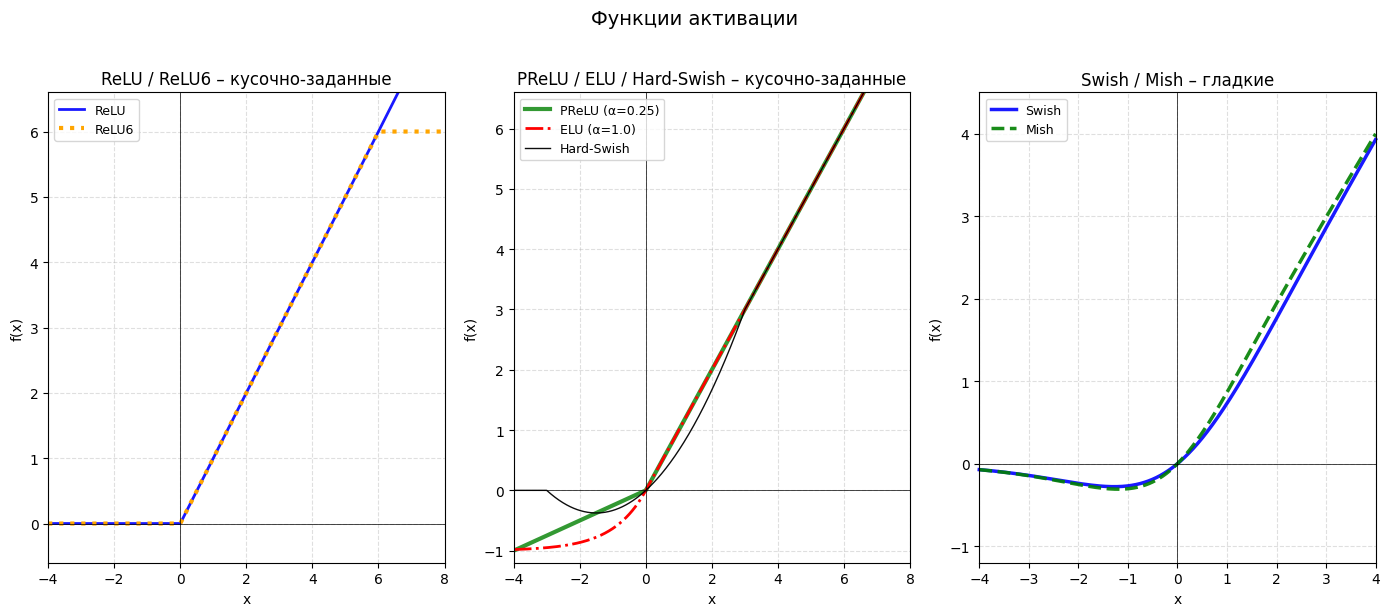 Функции активации
ReLU / ReLU6 – кусочно-заданные
ReLU
ReLU6
6
5
4
3
2
1
0
f(x)
−4
−2
0
2
4
6
8
x
PReLU / ELU / Hard-Swish – кусочно-заданные
PReLU (α=0.25)
ELU (α=1.0)
Hard-Swish
6
5
4
3
2
1
0
−1
f(x)
−4
−2
0
2
4
6
8
x
Swish / Mish – гладкие
Swish
Mish
4
3
2
1
0
−1
f(x)
−4
−3
−2
−1
0
1
2
3
4
x